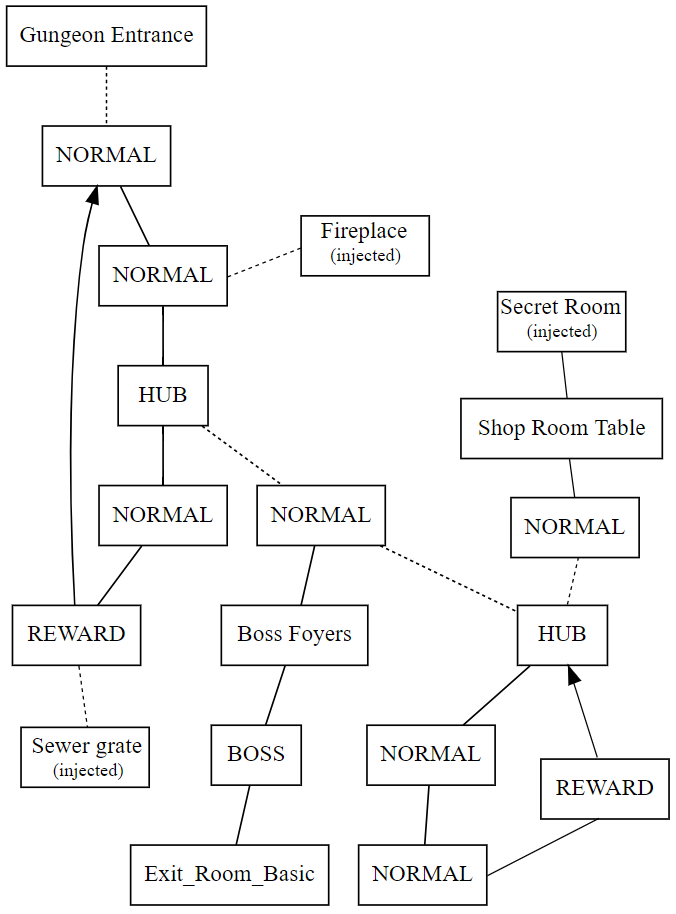 Gungeon Entrance
NORMAL
Fireplace
(injected)
NORMAL
Secret Room
(injected)
HUB
Shop Room Table
NORMAL
NORMAL
NORMAL
REWARD
Boss Foyers
HUB
Sewer grate
(injected)
BOSS
NORMAL
REWARD
Exit_Room_Basic
NORMAL